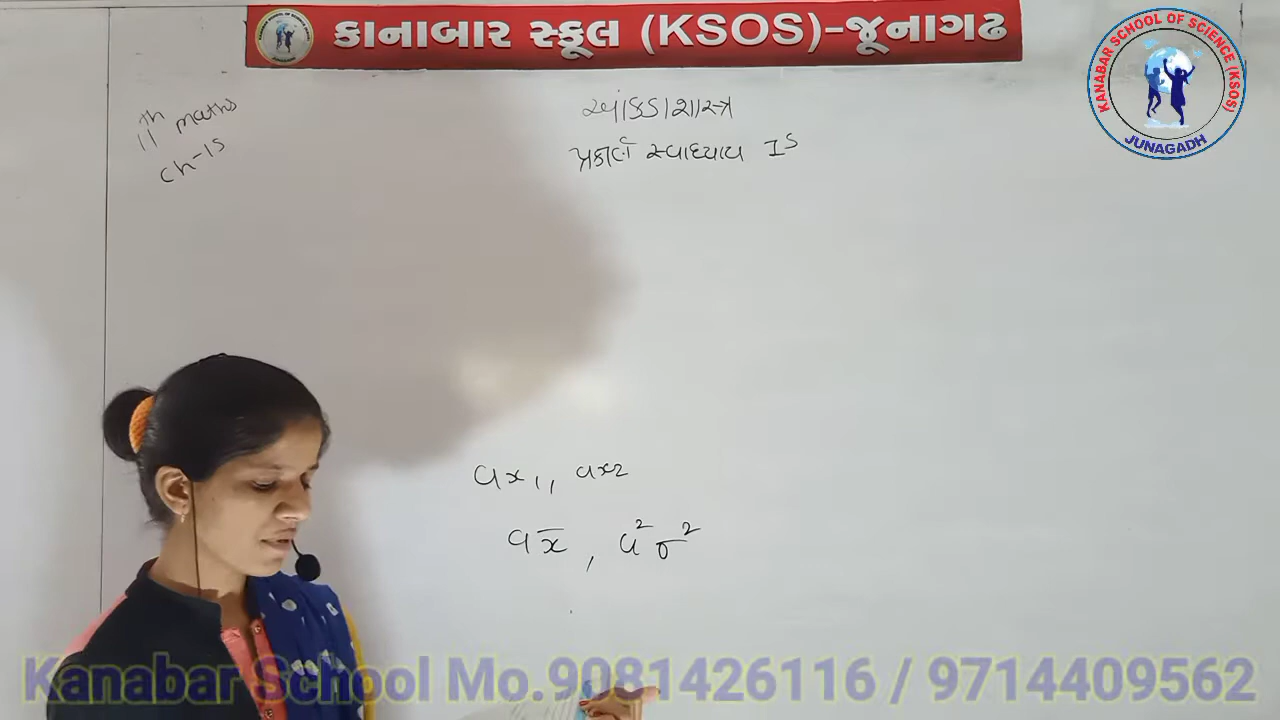 કાનાબાર સ્કૂલ (KSOS)-જૂનાગઢ
KANABAR SCHOOL OF SCIENCE (KSOS)
JUNAGADH
11th maths
ch-15
આંકડાશાસ્ત્ર
પ્રકીર્ણ સ્વાધ્યાય 15
ax1, ax2
ax̄, a²σ²
Kanabar School Mo.9081426116 / 9714409562